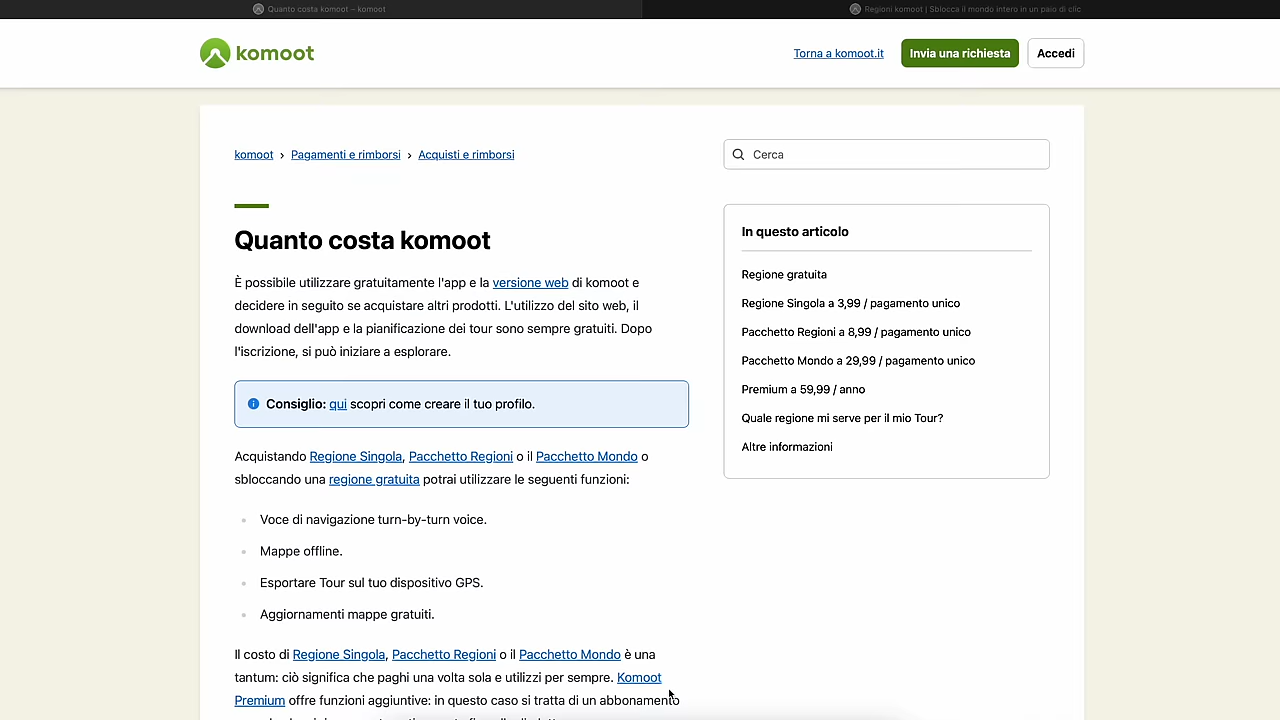 Quanto costa komoot – komoot
Regioni komoot | Sblocca il mondo intero in un paio di clic
komoot
Torna a komoot.it
Invia una richiesta
Accedi
komoot › Pagamenti e rimborsi › Acquisti e rimborsi
Cerca
Quanto costa komoot
È possibile utilizzare gratuitamente l'app e la versione web di komoot e
decidere in seguito se acquistare altri prodotti. L'utilizzo del sito web, il
download dell'app e la pianificazione dei tour sono sempre gratuiti. Dopo
l'iscrizione, si può iniziare a esplorare.
Consiglio: qui scopri come creare il tuo profilo.
Acquistando Regione Singola, Pacchetto Regioni o il Pacchetto Mondo o
sbloccando una regione gratuita potrai utilizzare le seguenti funzioni:
Voce di navigazione turn-by-turn voice.
Mappe offline.
Esportare Tour sul tuo dispositivo GPS.
Aggiornamenti mappe gratuiti.
Il costo di Regione Singola, Pacchetto Regioni o il Pacchetto Mondo è una
tantum: ciò significa che paghi una volta sola e utilizzi per sempre. Komoot
Premium offre funzioni aggiuntive: in questo caso si tratta di un abbonamento
In questo articolo
Regione gratuita
Regione Singola a 3,99 / pagamento unico
Pacchetto Regioni a 8,99 / pagamento unico
Pacchetto Mondo a 29,99 / pagamento unico
Premium a 59,99 / anno
Quale regione mi serve per il mio Tour?
Altre informazioni